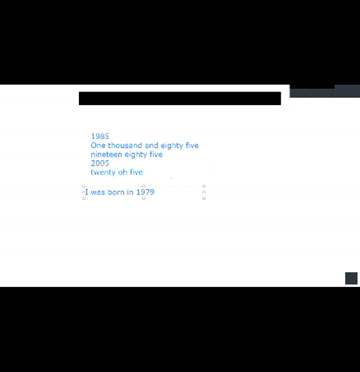 1985
One thousand and eighty five
nineteen eighty five
2005
twenty oh five
I was born in 1979